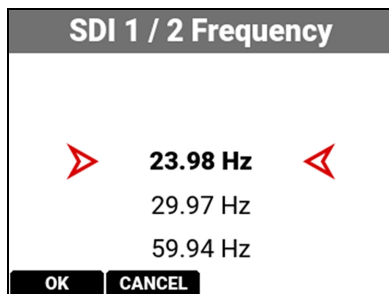 SDI 1 / 2 Frequency
23.98 Hz
29.97 Hz
59.94 Hz
OK CANCEL